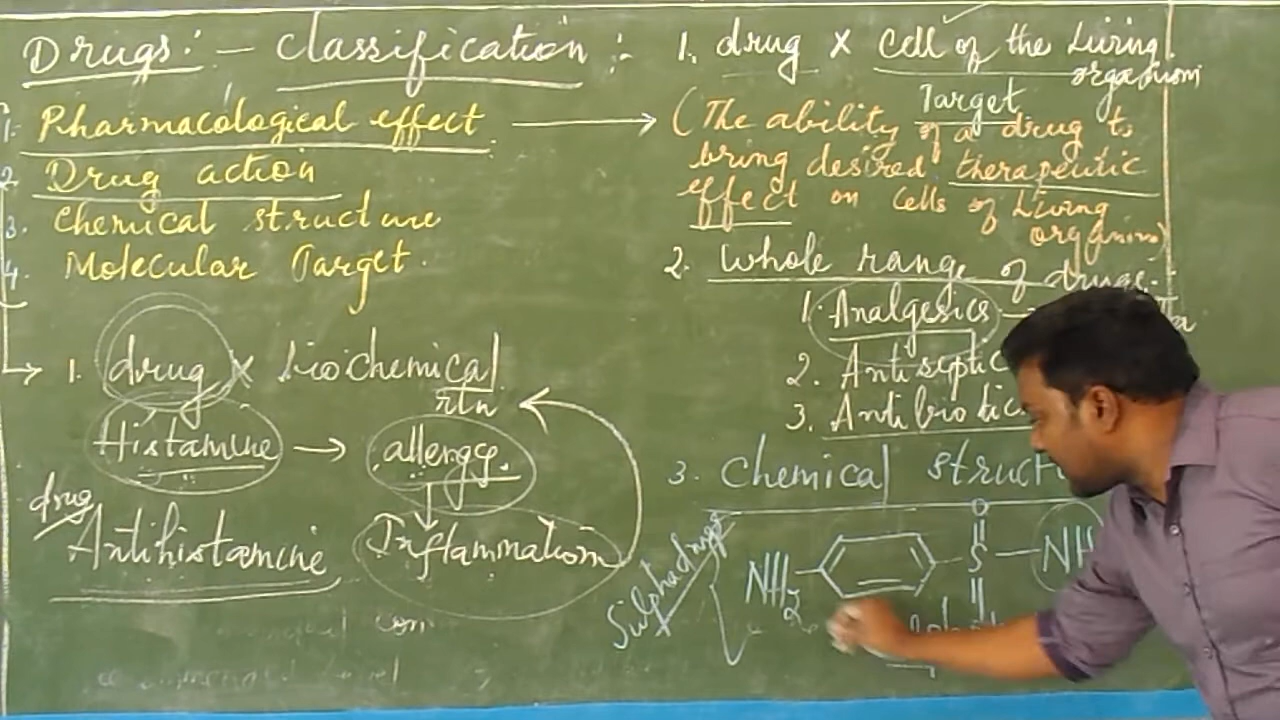 Drugs:- Classification :-
1. Pharmacological effect
2. Drug action
3. Chemical structure
4. Molecular Target.
1. drug × biochemical
rtn
Histamine → allergy.
drug
Antihistamine
Inflammation
1. drug × cell of the Living
organism
Target
(The ability of a drug to
bring desired therapeutic
effect on cells of Living
organism)
2. Whole range of drugs.
1. Analgesics →
2. Antiseptic
3. Antibiotic
3. Chemical struct
Sulpha drugs
NH2 S NH
O